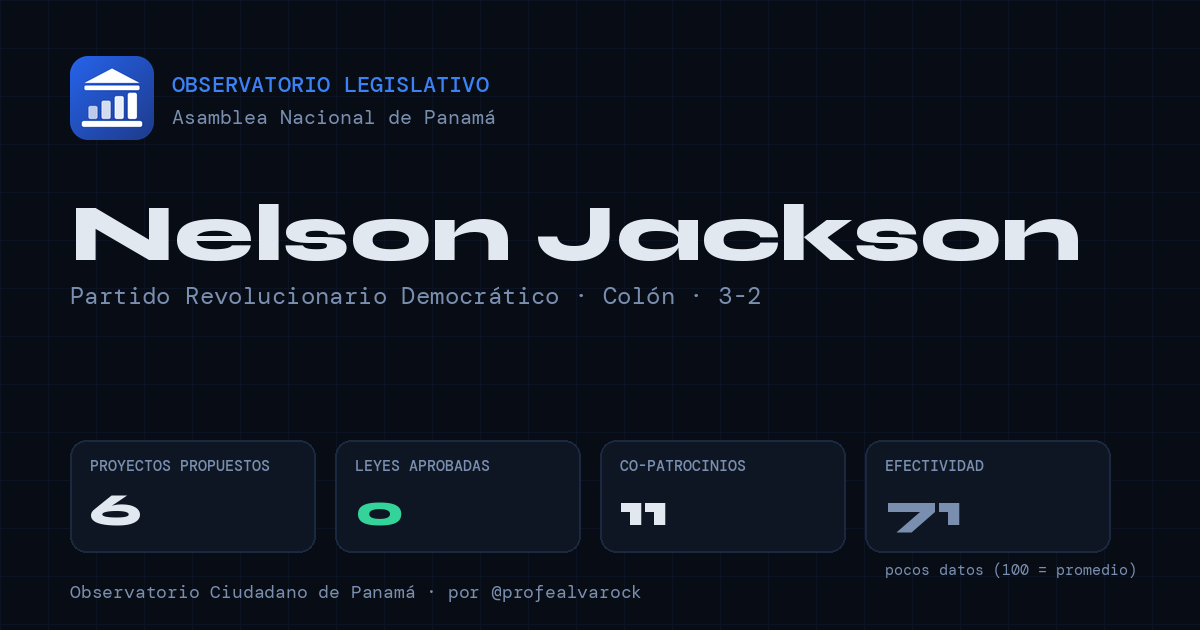 OBSERVATORIO LEGISLATIVO
Asamblea Nacional de Panamá
Nelson Jackson
Partido Revolucionario Democrático · Colón · 3-2
PROYECTOS PROPUESTOS
6
LEYES APROBADAS
0
CO-PATROCINIOS
11
EFECTIVIDAD
71
pocos datos (100 = promedio)
Observatorio Ciudadano de Panamá · por @profealvarock